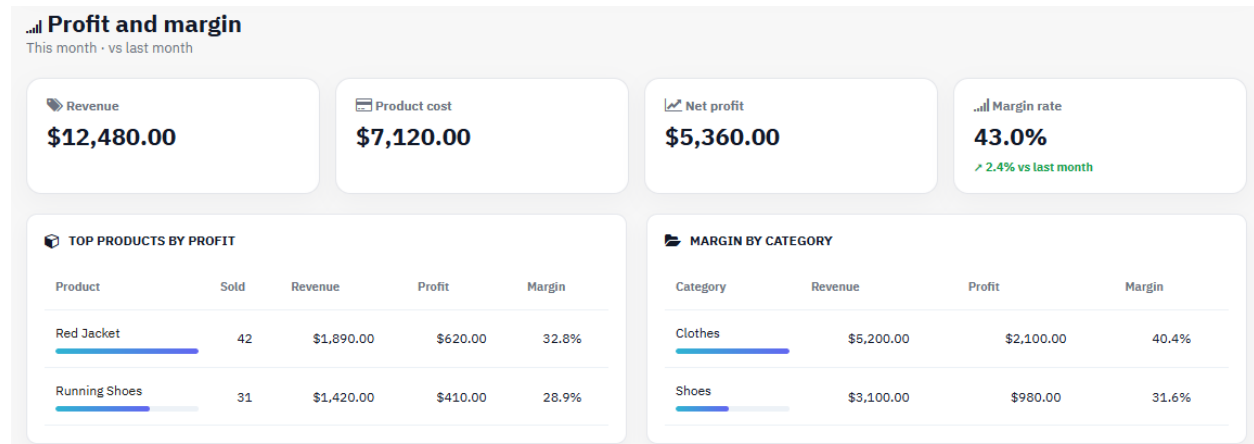 Profit and margin
This month · vs last month
Revenue
$12,480.00
Product cost
$7,120.00
Net profit
$5,360.00
Margin rate
43.0%
↗ 2.4% vs last month
TOP PRODUCTS BY PROFIT
Product Sold Revenue Profit Margin
Red Jacket 42 $1,890.00 $620.00 32.8%
Running Shoes 31 $1,420.00 $410.00 28.9%
MARGIN BY CATEGORY
Category Revenue Profit Margin
Clothes $5,200.00 $2,100.00 40.4%
Shoes $3,100.00 $980.00 31.6%